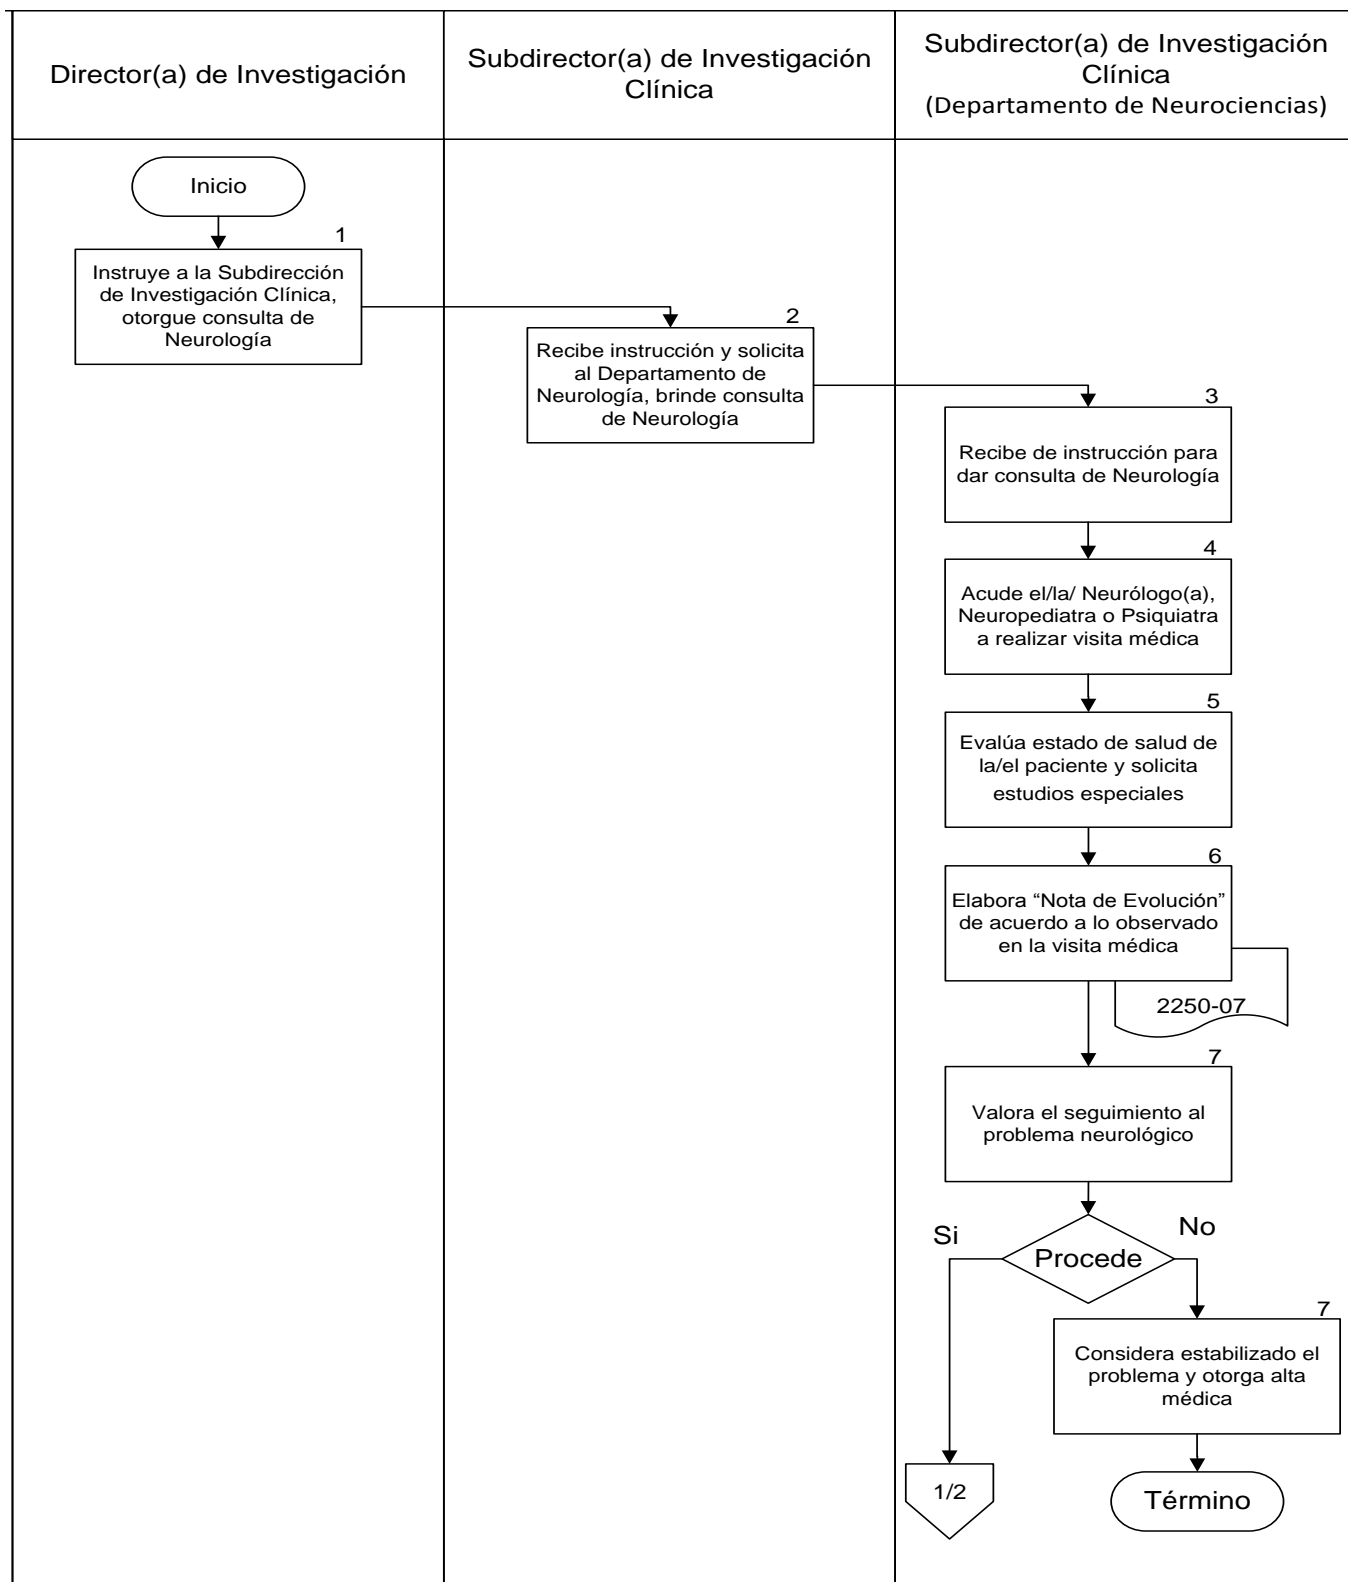 Director(a) de Investigación
Subdirector(a) de Investigación
Clínica
Subdirector(a) de Investigación
Clínica
(Departamento de Neurociencias)
Inicio
1
Instruye a la Subdirección
de Investigación Clínica,
otorgue consulta de
Neurología
2
Recibe instrucción y solicita
al Departamento de
Neurología, brinde consulta
de Neurología
3
Recibe de instrucción para
dar consulta de Neurología
4
Acude el/la/ Neurólogo(a),
Neuropediatra o Psiquiatra
a realizar visita médica
5
Evalúa estado de salud de
la/el paciente y solicita
estudios especiales
6
Elabora “Nota de Evolución”
de acuerdo a lo observado
en la visita médica
2250-07
7
Valora el seguimiento al
problema neurológico
Si
No
Procede
7
Considera estabilizado el
problema y otorga alta
médica
1/2
Término